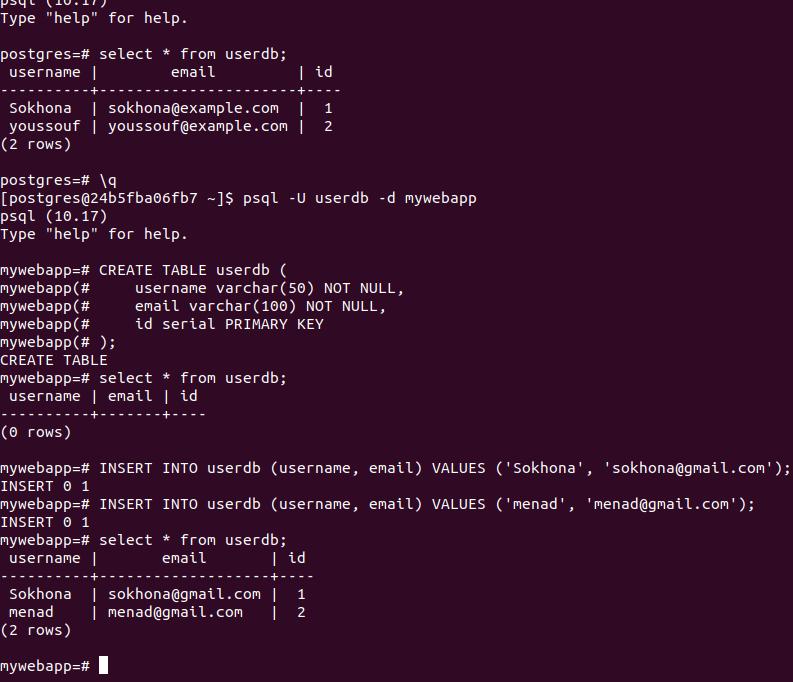 psql (10.17)
Type "help" for help.
postgres=# select * from userdb;
 username |        email         | id
----------+----------------------+----
 Sokhona  | sokhona@example.com  |  1
 youssouf | youssouf@example.com |  2
(2 rows)
postgres=# \q
[postgres@24b5fba06fb7 ~]$ psql -U userdb -d mywebapp
psql (10.17)
Type "help" for help.
mywebapp=# CREATE TABLE userdb (
mywebapp(#     username varchar(50) NOT NULL,
mywebapp(#     email varchar(100) NOT NULL,
mywebapp(#     id serial PRIMARY KEY
mywebapp(# );
CREATE TABLE
mywebapp=# select * from userdb;
 username | email | id
----------+-------+----
(0 rows)
mywebapp=# INSERT INTO userdb (username, email) VALUES ('Sokhona', 'sokhona@gmail.com');
INSERT 0 1
mywebapp=# INSERT INTO userdb (username, email) VALUES ('menad', 'menad@gmail.com');
INSERT 0 1
mywebapp=# select * from userdb;
 username |       email       | id
----------+-------------------+----
 Sokhona  | sokhona@gmail.com |  1
 menad    | menad@gmail.com   |  2
(2 rows)
mywebapp=#